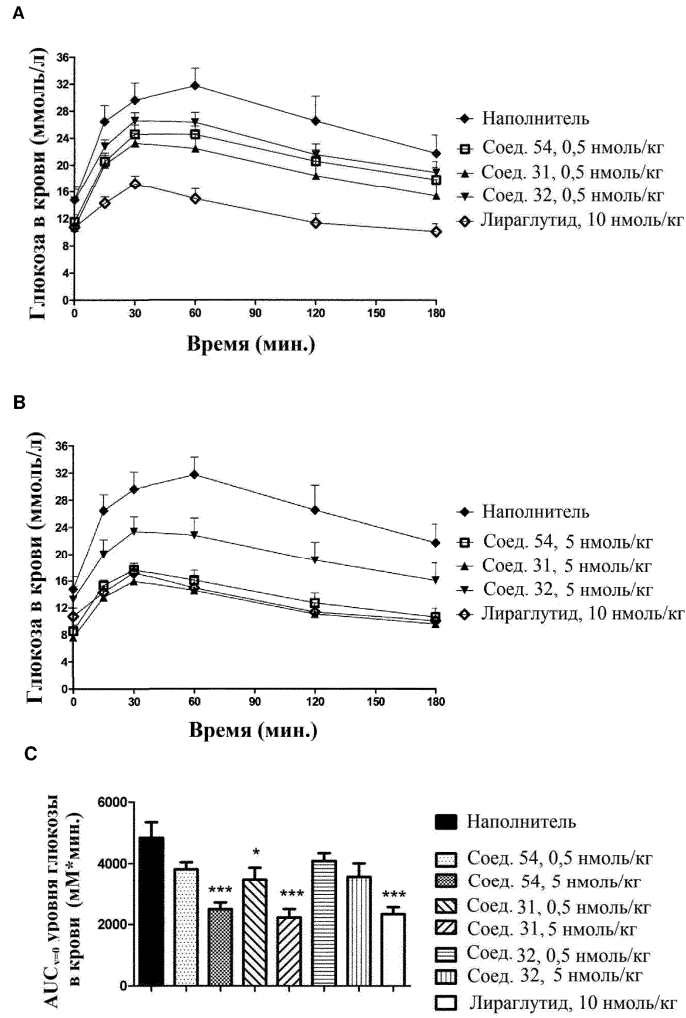 A
Глюкоза в крови (ммоль/л)
36
32
28
24
20
16
12
8
4
0
0 30 60 90 120 150 180
Время (мин.)
Наполнитель
Соед. 54, 0,5 нмоль/кг
Соед. 31, 0,5 нмоль/кг
Соед. 32, 0,5 нмоль/кг
Лираглутид, 10 нмоль/кг
B
Глюкоза в крови (ммоль/л)
36
32
28
24
20
16
12
8
4
0
0 30 60 90 120 150 180
Время (мин.)
Наполнитель
Соед. 54, 5 нмоль/кг
Соед. 31, 5 нмоль/кг
Соед. 32, 5 нмоль/кг
Лираглутид, 10 нмоль/кг
C
AUCy=0 уровня глюкозы
в крови (мМ*мин.)
6000
4000
2000
0
*** * *** ***
Наполнитель
Соед. 54, 0,5 нмоль/кг
Соед. 54, 5 нмоль/кг
Соед. 31, 0,5 нмоль/кг
Соед. 31, 5 нмоль/кг
Соед. 32, 0,5 нмоль/кг
Соед. 32, 5 нмоль/кг
Лираглутид, 10 нмоль/кг